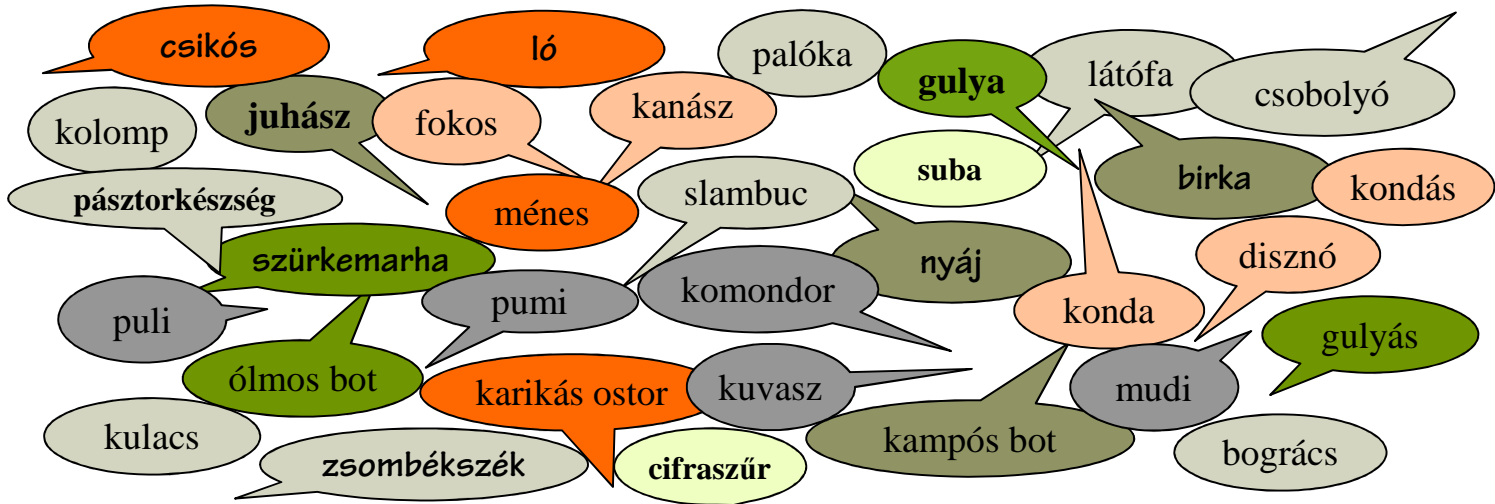 csikós
ló
palóka
gulya
látófa
csobolyó
kolomp
juhász
fokos
kanász
suba
birka
kondás
pásztorkészség
ménes
slambuc
szürkemarha
nyáj
disznó
puli
pumi
komondor
konda
gulyás
ólmos bot
karikás ostor
kuvasz
mudi
kulacs
zsombékszék
cifraszűr
kampós bot
bogrács